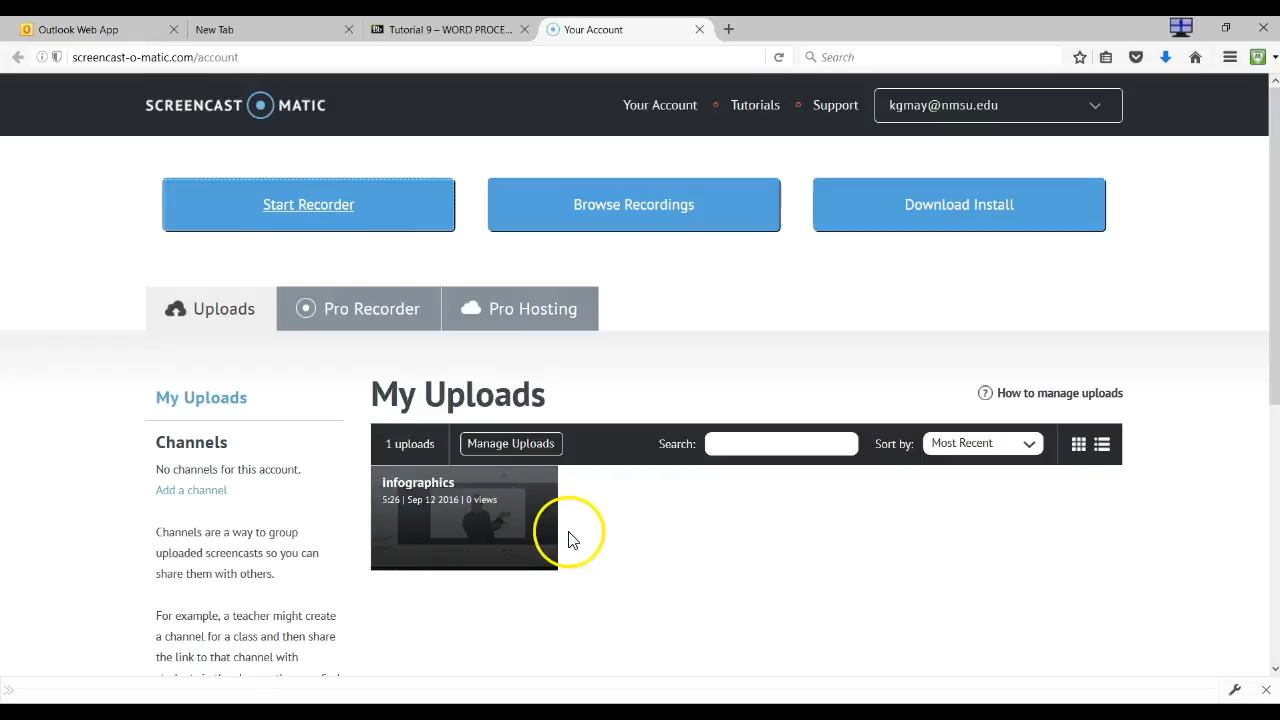 Outlook Web App
New Tab
Bb Tutorial 9 – WORD PROCE...
Your Account
screencast-o-matic.com/account
Search
SCREENCAST MATIC
Your Account
Tutorials
Support
kgmay@nmsu.edu
Start Recorder
Browse Recordings
Download Install
Uploads
Pro Recorder
Pro Hosting
My Uploads
My Uploads
? How to manage uploads
Channels
1 uploads
Manage Uploads
Search:
Sort by:
Most Recent
No channels for this account.
Add a channel
infographics
5:26 | Sep 12 2016 | 0 views
Channels are a way to group
uploaded screencasts so you can
share them with others.
For example, a teacher might create
a channel for a class and then share
the link to that channel with